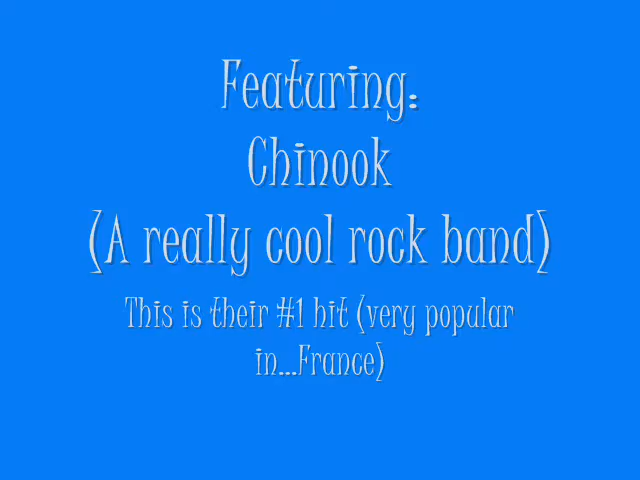 Featuring:
Chinook
(A really cool rock band)
This is their #1 hit (very popular
in...France)